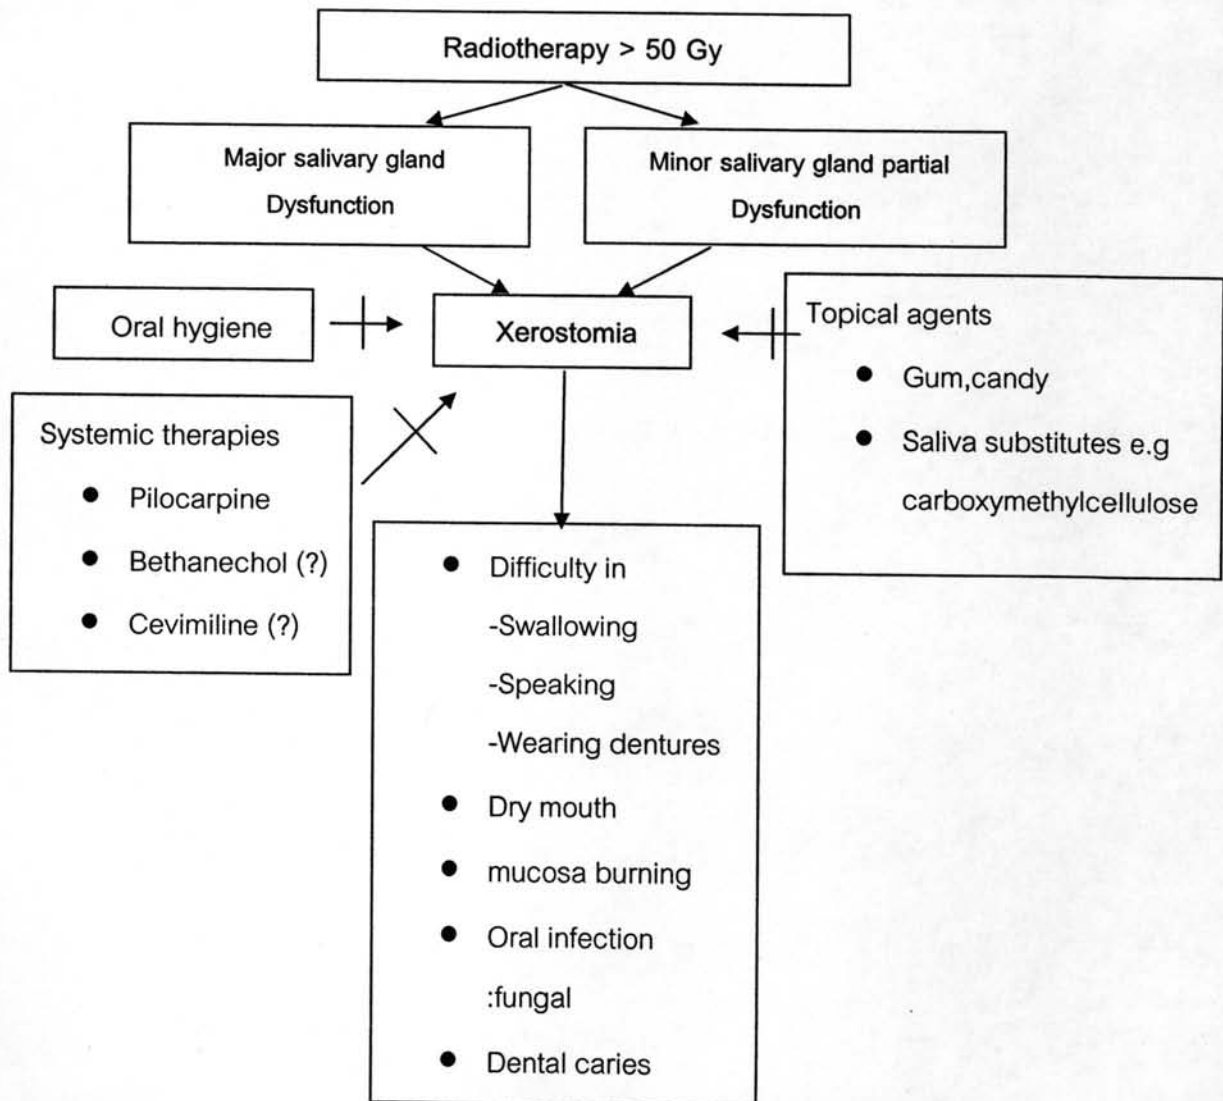 Radiotherapy > 50 Gy
Major salivary gland
Dysfunction
Minor salivary gland partial
Dysfunction
Oral hygiene
Xerostomia
Topical agents
● Gum,candy
● Saliva substitutes e.g
carboxymethylcellulose
Systemic therapies
● Pilocarpine
● Bethanechol (?)
● Cevimiline (?)
● Difficulty in
-Swallowing
-Speaking
-Wearing dentures
● Dry mouth
● mucosa burning
● Oral infection
:fungal
● Dental caries